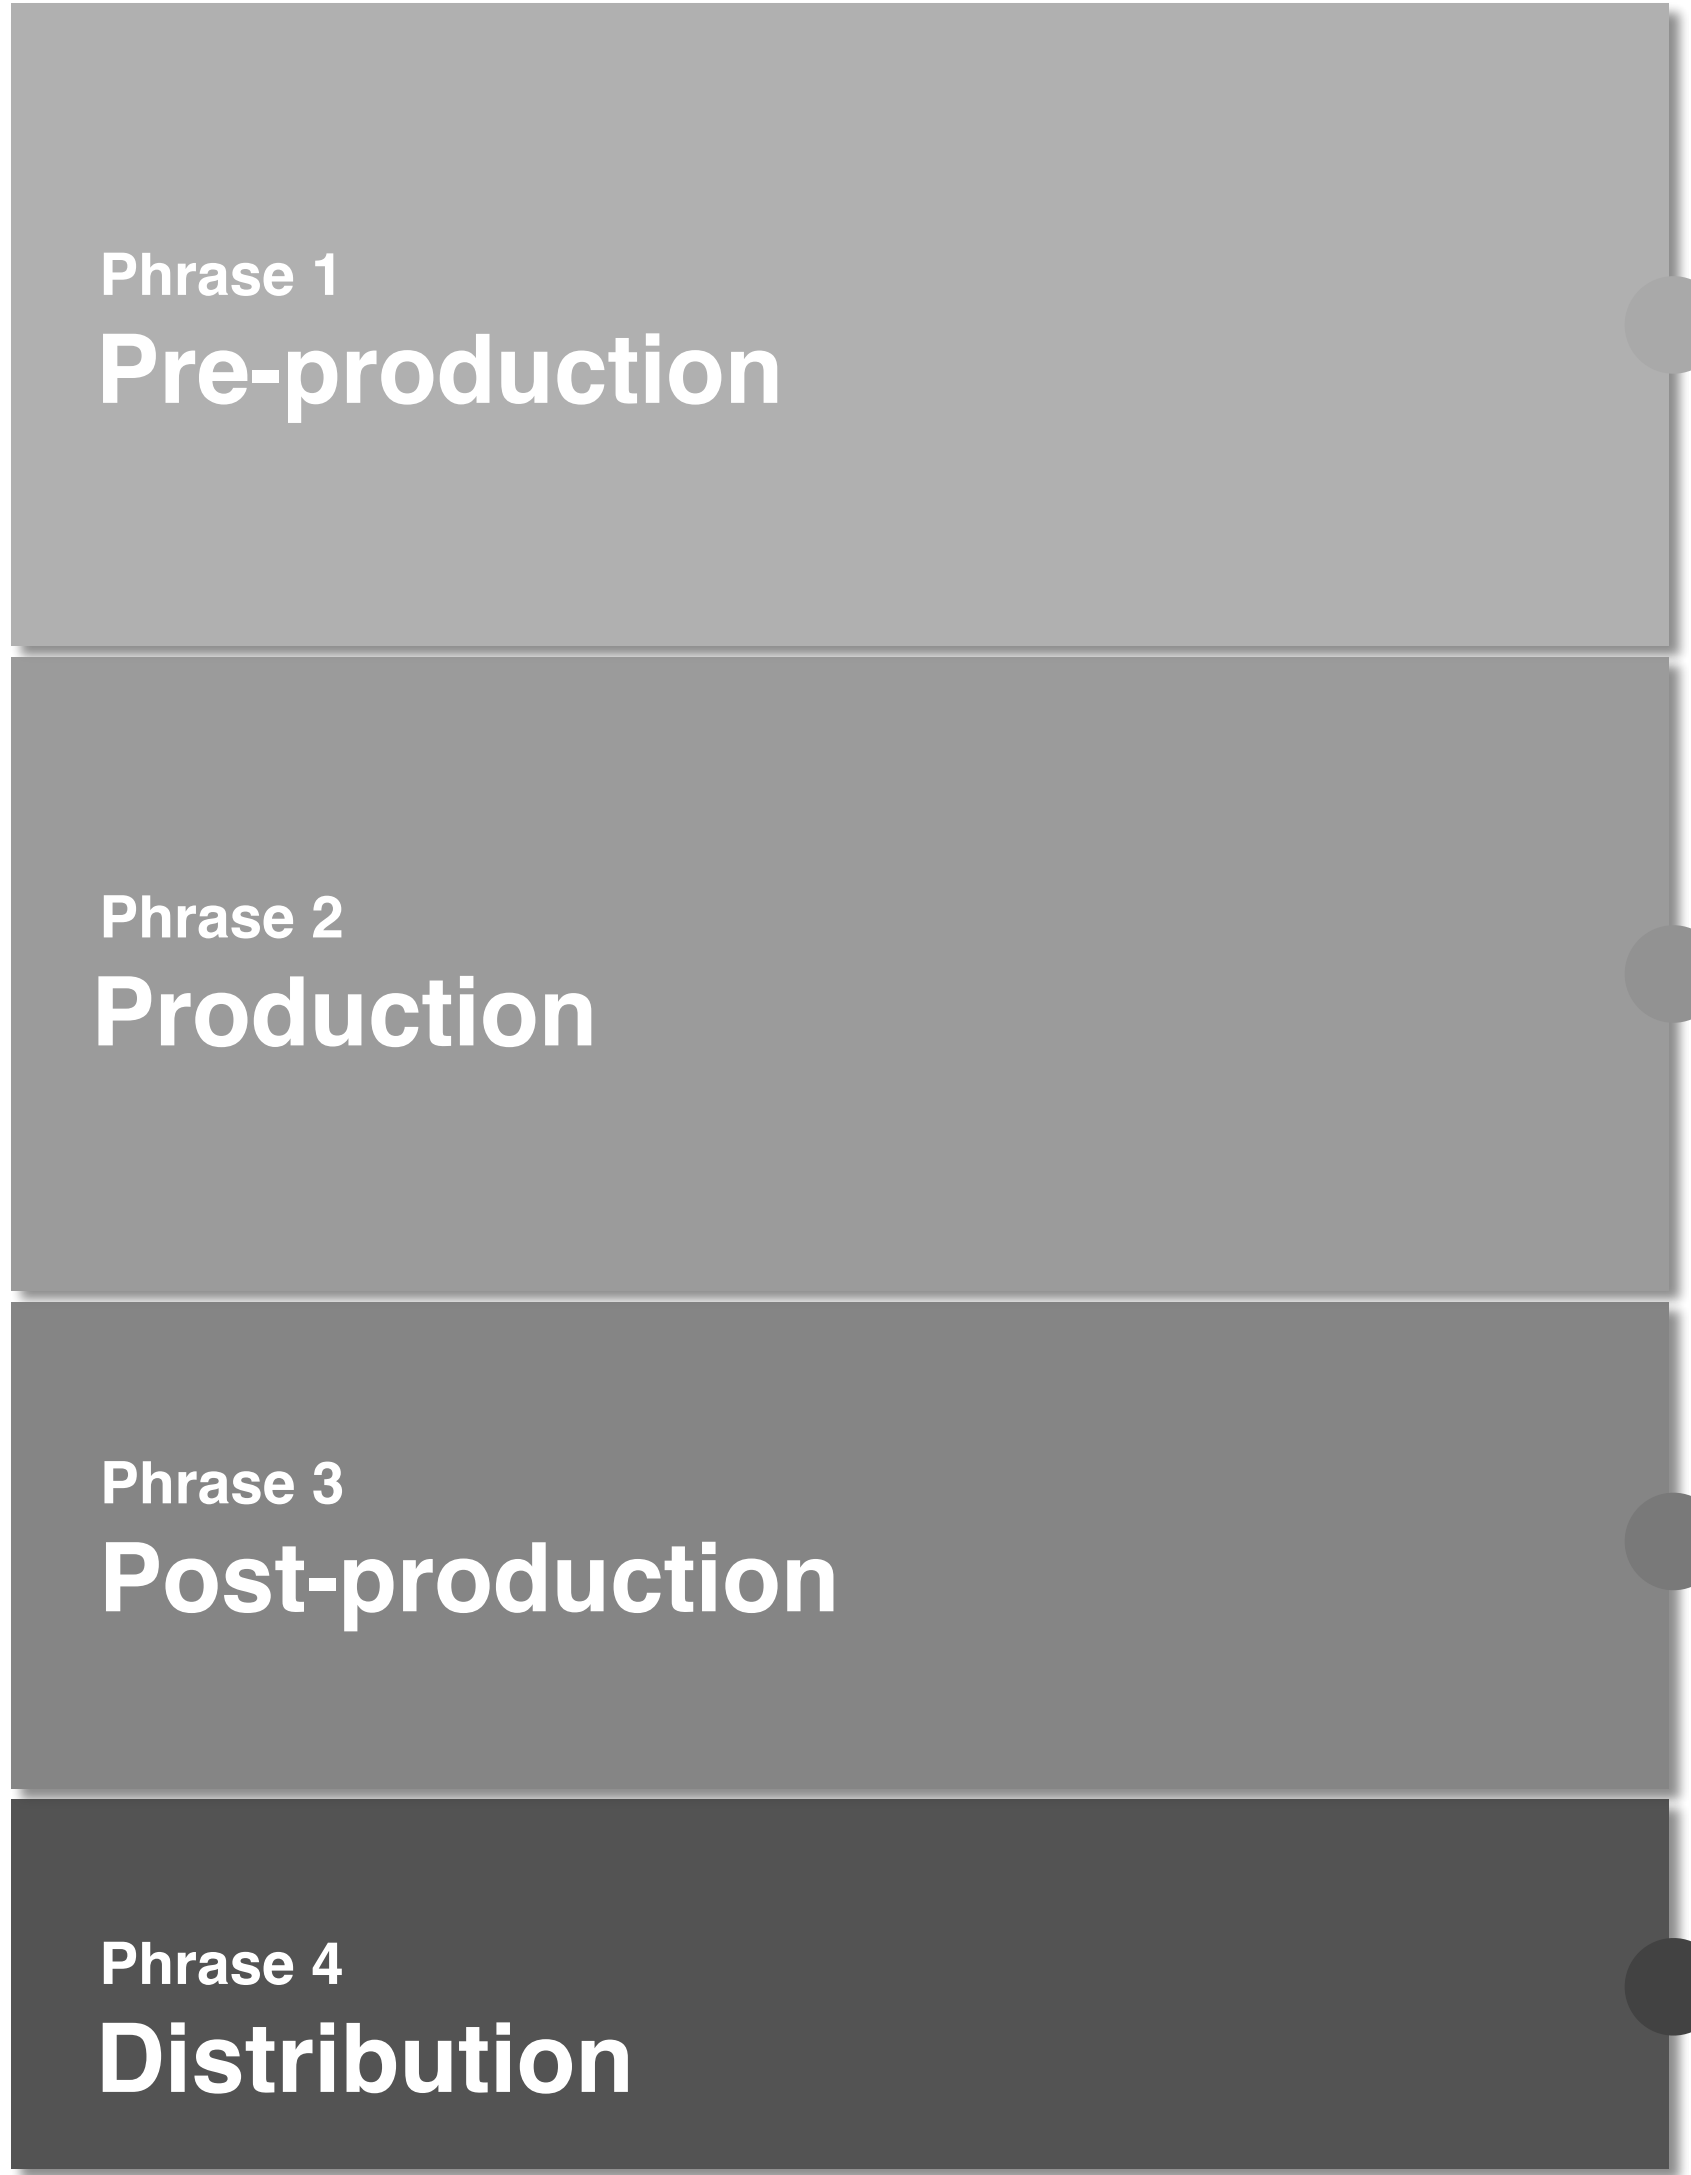 Phrase 1
Pre-production
Phrase 2
Production
Phrase 3
Post-production
Phrase 4
Distribution